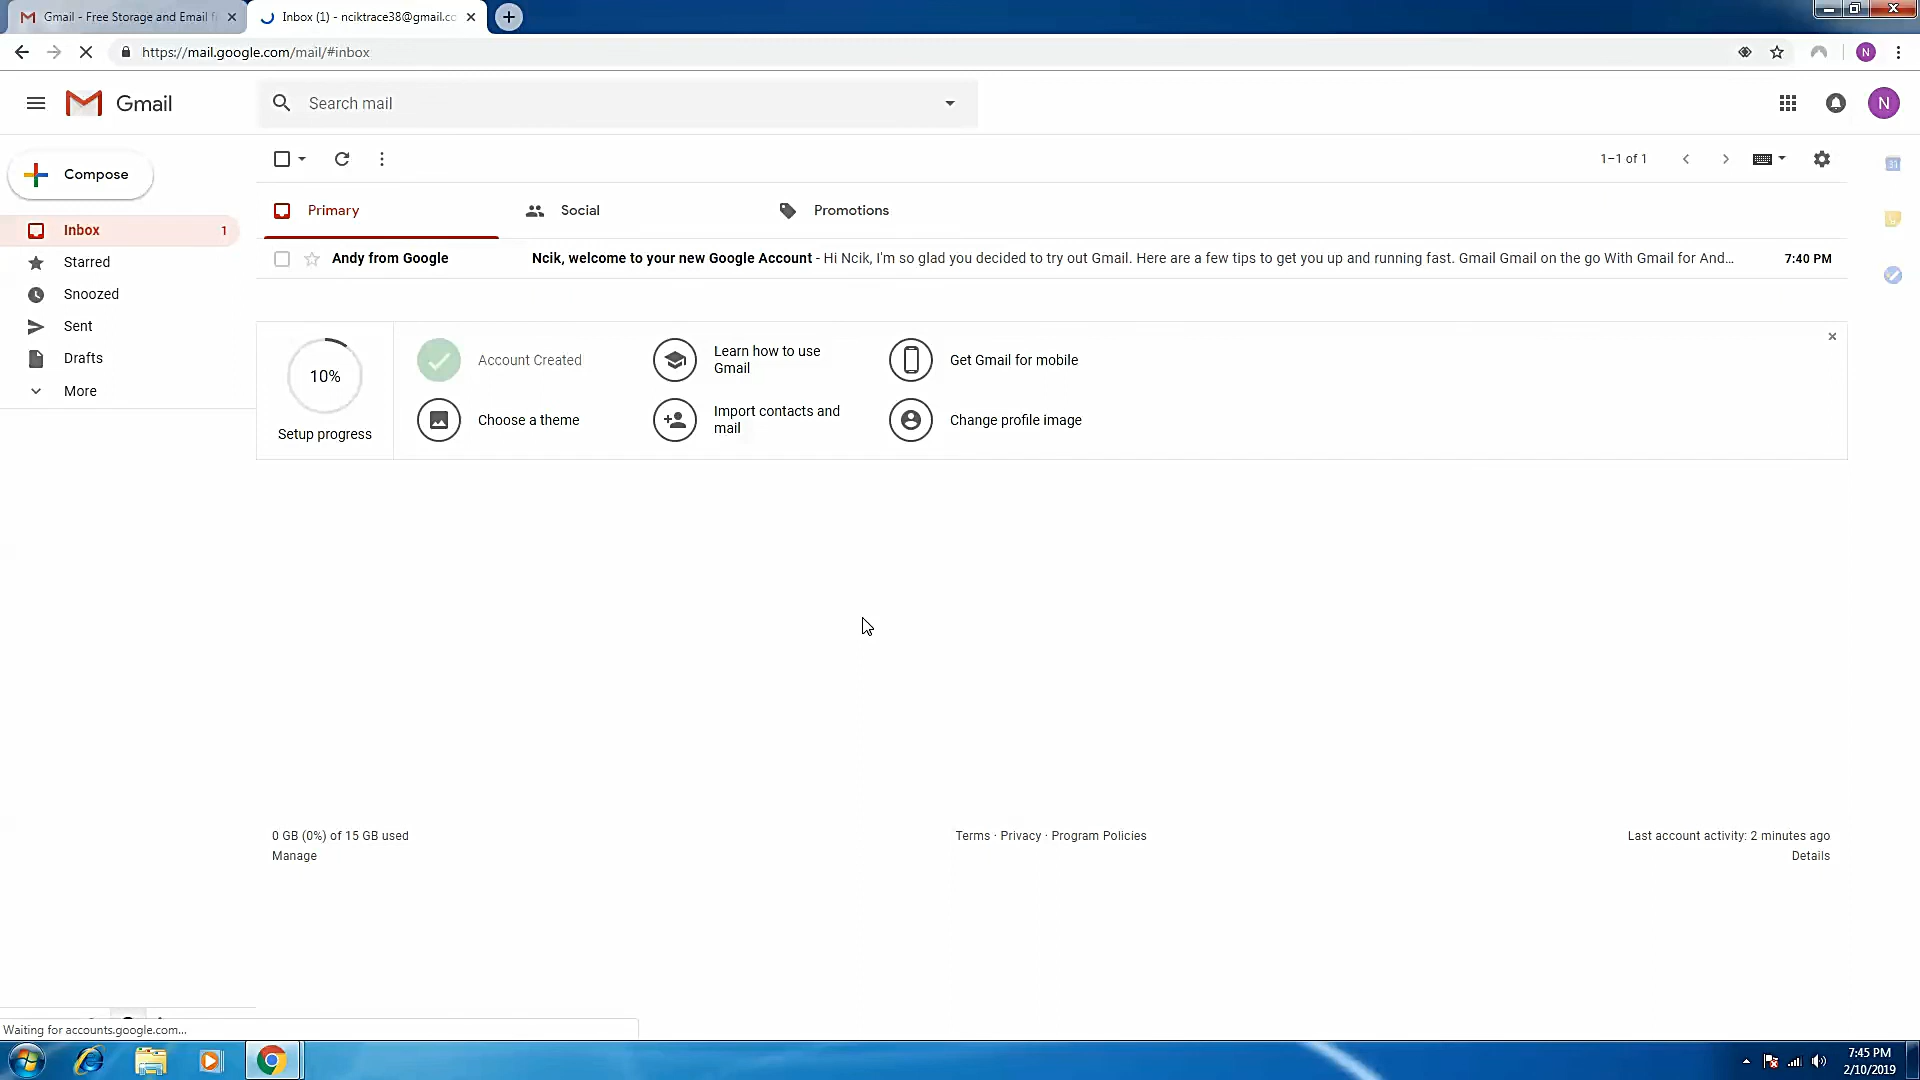 Gmail - Free Storage and Email f
Inbox (1) - nciktrace38@gmail.cc
https://mail.google.com/mail/#inbox
N
Gmail
Search mail
N
Compose
1–1 of 1
31
Primary
Social
Promotions
Inbox
1
Andy from Google
Ncik, welcome to your new Google Account - Hi Ncik, I'm so glad you decided to try out Gmail. Here are a few tips to get you up and running fast. Gmail Gmail on the go With Gmail for And...
7:40 PM
Starred
Snoozed
Sent
Drafts
More
10%
Setup progress
Account Created
Learn how to use
Gmail
Get Gmail for mobile
Choose a theme
Import contacts and
mail
Change profile image
0 GB (0%) of 15 GB used
Manage
Terms · Privacy · Program Policies
Last account activity: 2 minutes ago
Details
Waiting for accounts.google.com...
7:45 PM
2/10/2019